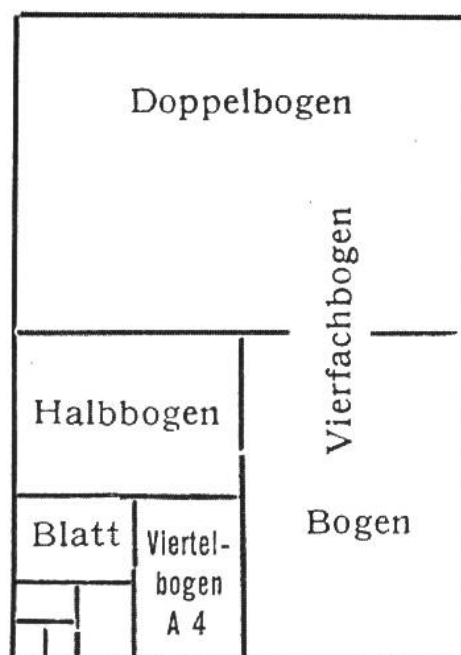 Doppelbogen
Vierfachbogen
Halbbogen
Bogen
Blatt
Viertel-
bogen
A 4